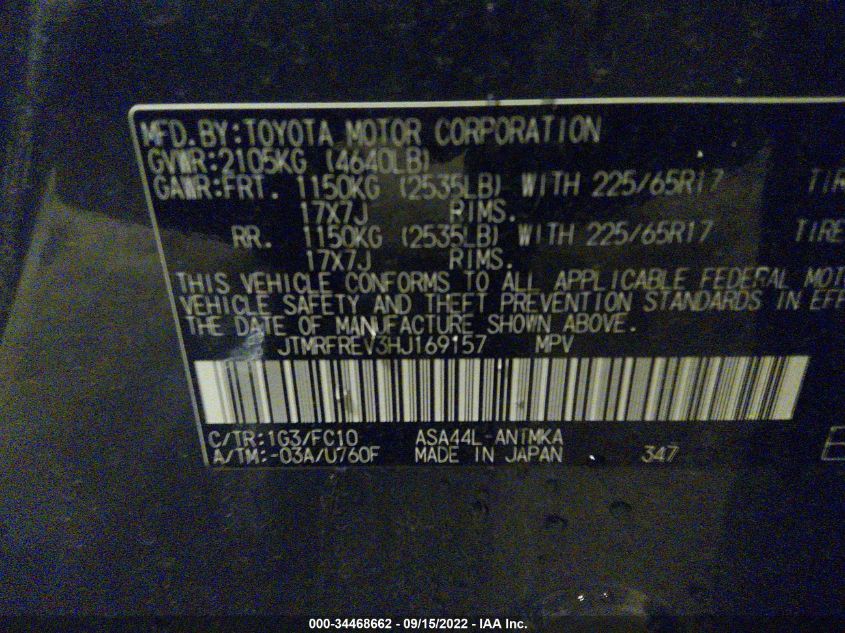 MFD.BY:TOYOTA MOTOR CORPORATION
GVWR:2105KG (4640LB)
GAWR:FRT. 1150KG (2535LB) WITH 225/65R17 TIR
17X7J RIMS.
RR. 1150KG (2535LB) WITH 225/65R17 TIRE
17X7J RIMS.
THIS VEHICLE CONFORMS TO ALL APPLICABLE FEDERAL MOT
VEHICLE SAFETY AND THEFT PREVENTION STANDARDS IN EFF
THE DATE OF MANUFACTURE SHOWN ABOVE.
JTMRFREV3HJ169157 MPV
C/TR:1G3/FC10 ASA44L-ANTMKA
A/TM:-03A/U760F MADE IN JAPAN 347
000-34468662 - 09/15/2022 - IAA Inc.